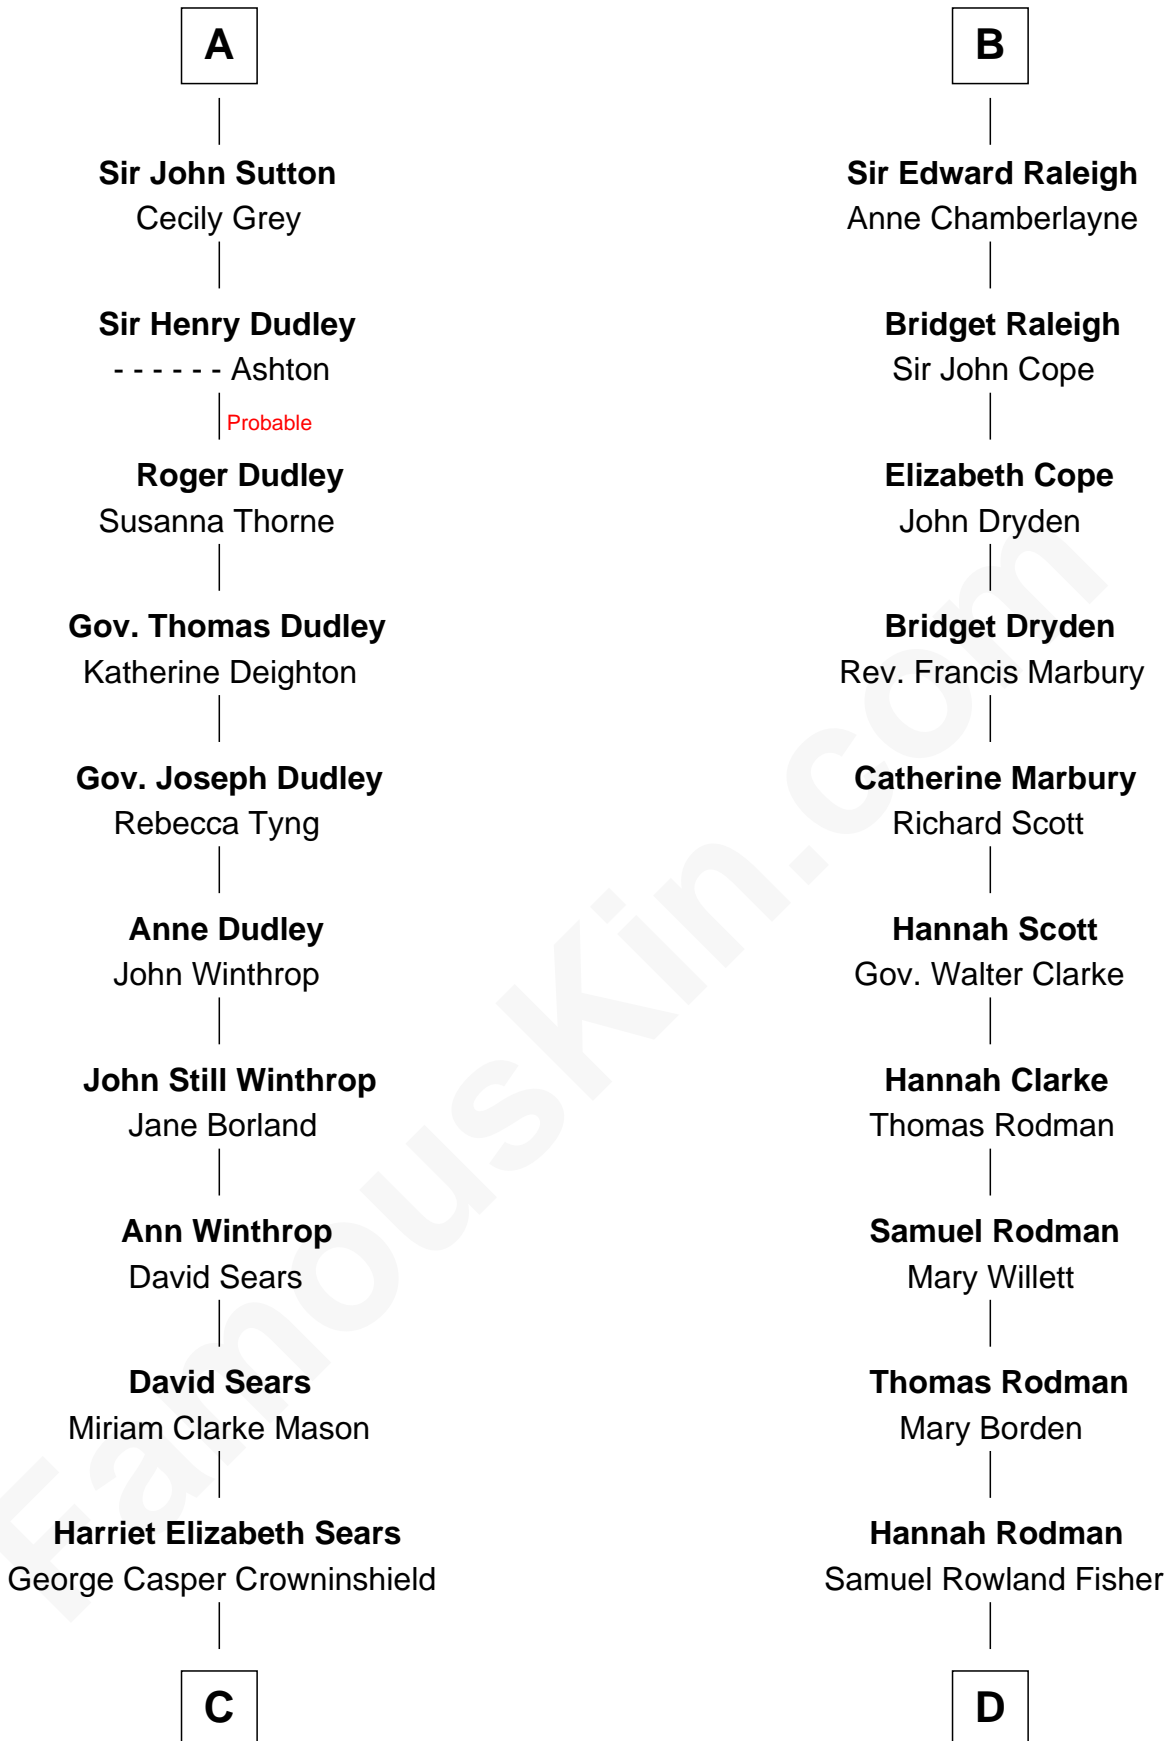 A
Sir John Sutton
Cecily Grey
Sir Henry Dudley
- - - - - - Ashton
Probable
Roger Dudley
Susanna Thorne
Gov. Thomas Dudley
Katherine Deighton
Gov. Joseph Dudley
Rebecca Tyng
Anne Dudley
John Winthrop
John Still Winthrop
Jane Borland
Ann Winthrop
David Sears
David Sears
Miriam Clarke Mason
Harriet Elizabeth Sears
George Casper Crowninshield
C
B
Sir Edward Raleigh
Anne Chamberlayne
Bridget Raleigh
Sir John Cope
Elizabeth Cope
John Dryden
Bridget Dryden
Rev. Francis Marbury
Catherine Marbury
Richard Scott
Hannah Scott
Gov. Walter Clarke
Hannah Clarke
Thomas Rodman
Samuel Rodman
Mary Willett
Thomas Rodman
Mary Borden
Hannah Rodman
Samuel Rowland Fisher
D
FamousKin.com